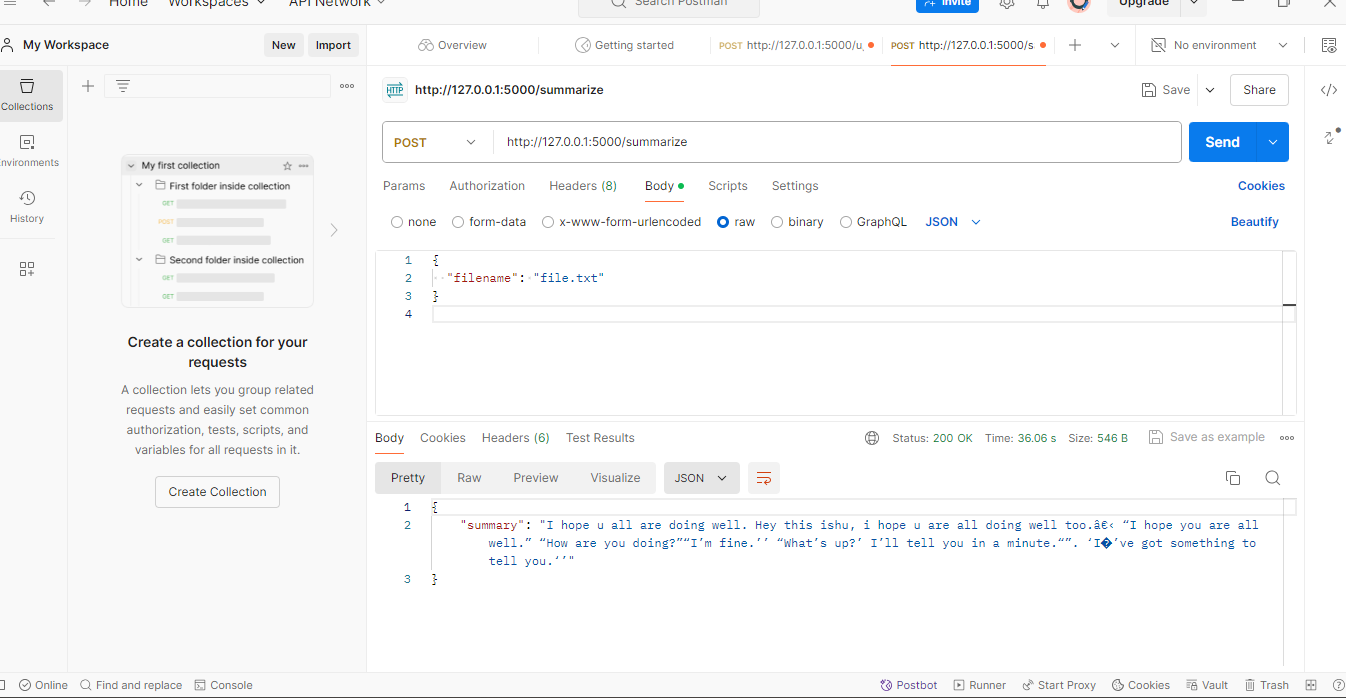 Home Workspaces API Network Search Postman Invite Upgrade
My Workspace New Import Overview Getting started POST http://127.0.0.1:5000/u POST http://127.0.0.1:5000/s No environment
Collections
Environments
History
My first collection
First folder inside collection
GET
POST
GET
Second folder inside collection
GET
GET
Create a collection for your
requests
A collection lets you group related
requests and easily set common
authorization, tests, scripts, and
variables for all requests in it.
Create Collection
HTTP http://127.0.0.1:5000/summarize Save Share
POST http://127.0.0.1:5000/summarize Send
Params Authorization Headers (8) Body Scripts Settings Cookies
none form-data x-www-form-urlencoded raw binary GraphQL JSON Beautify
1 {
2 "filename": "file.txt"
3 }
4
Body Cookies Headers (6) Test Results Status: 200 OK Time: 36.06 s Size: 546 B Save as example
Pretty Raw Preview Visualize JSON
1 {
2 "summary": "I hope u all are doing well. Hey this ishu, i hope u are all doing well too.â€‹ “I hope you are all
well.” “How are you doing?”“I’m fine.’’ “What’s up?’ I’ll tell you in a minute.“”. ‘I�’ve got something to
tell you.‘’"
3 }
Online Find and replace Console Postbot Runner Start Proxy Cookies Vault Trash